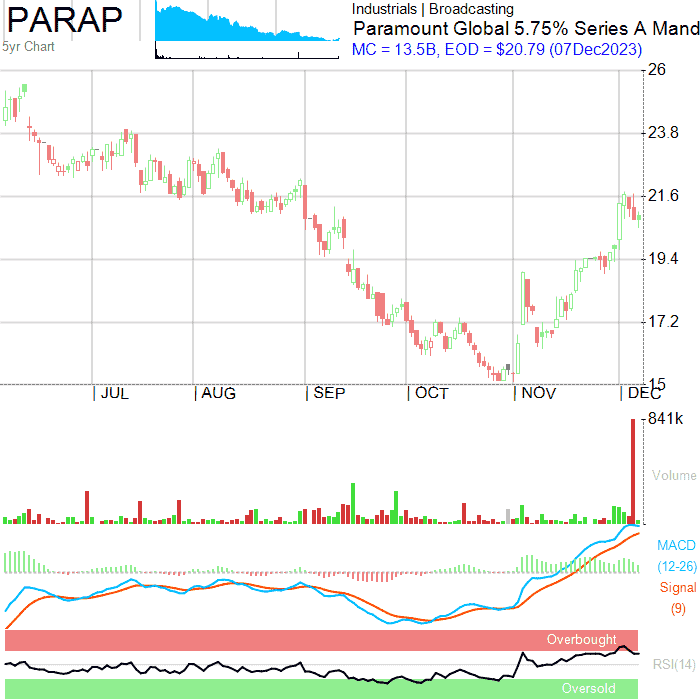 PARAP
5yr Chart
Industrials | Broadcasting
Paramount Global 5.75% Series A Mand
MC = 13.5B, EOD = $20.79 (07Dec2023)
26
23.8
21.6
19.4
17.2
15
JUL AUG SEP OCT NOV DEC
841k
Volume
MACD
(12-26)
Signal
(9)
Overbought
RSI(14)
Oversold